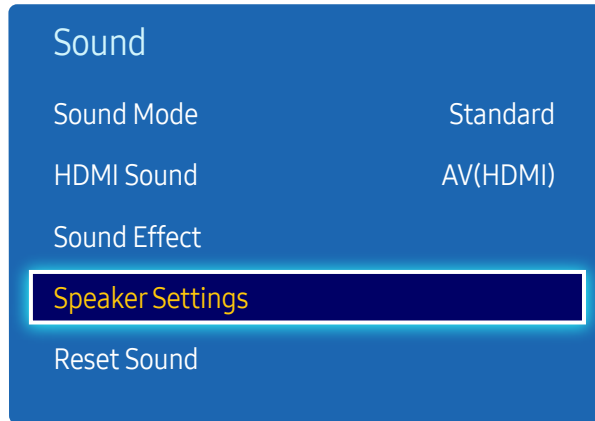 Sound
Sound Mode Standard
HDMI Sound AV(HDMI)
Sound Effect
Speaker Settings
Reset Sound